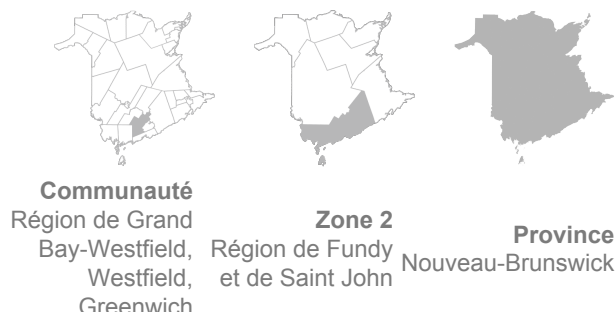 Communauté
Région de Grand
Bay-Westfield,
Westfield,
Greenwich
Zone 2
Région de Fundy
et de Saint John
Province
Nouveau-Brunswick